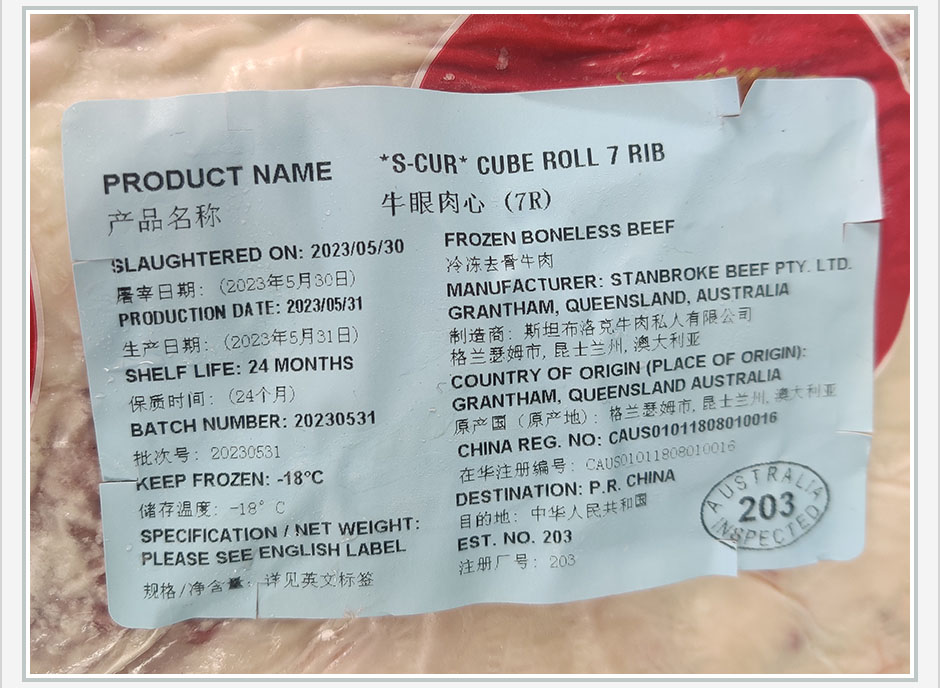 PRODUCT NAME *S-CUR* CUBE ROLL 7 RIB
产品名称 牛眼肉心 (7R)
SLAUGHTERED ON: 2023/05/30
屠宰日期: (2023年5月30日)
PRODUCTION DATE: 2023/05/31
生产日期: (2023年5月31日)
SHELF LIFE: 24 MONTHS
保质时间: (24个月)
BATCH NUMBER: 20230531
批次号: 20230531
KEEP FROZEN: -18°C
储存温度: -18° C
SPECIFICATION / NET WEIGHT:
PLEASE SEE ENGLISH LABEL
规格/净含量: 详见英文标签
FROZEN BONELESS BEEF
冷冻去骨牛肉
MANUFACTURER: STANBROKE BEEF PTY. LTD.
GRANTHAM, QUEENSLAND, AUSTRALIA
制造商: 斯坦布洛克牛肉私人有限公司
格兰瑟姆市, 昆士兰州, 澳大利亚
COUNTRY OF ORIGIN (PLACE OF ORIGIN):
GRANTHAM, QUEENSLAND AUSTRALIA
原产国 (原产地): 格兰瑟姆市, 昆士兰州, 澳大利亚
CHINA REG. NO: CAUS01011808010016
在华注册编号: CAUS01011808010016
DESTINATION: P.R. CHINA
目的地: 中华人民共和国
EST. NO. 203
注册厂号: 203
AUSTRALIA
203
INSPECTED